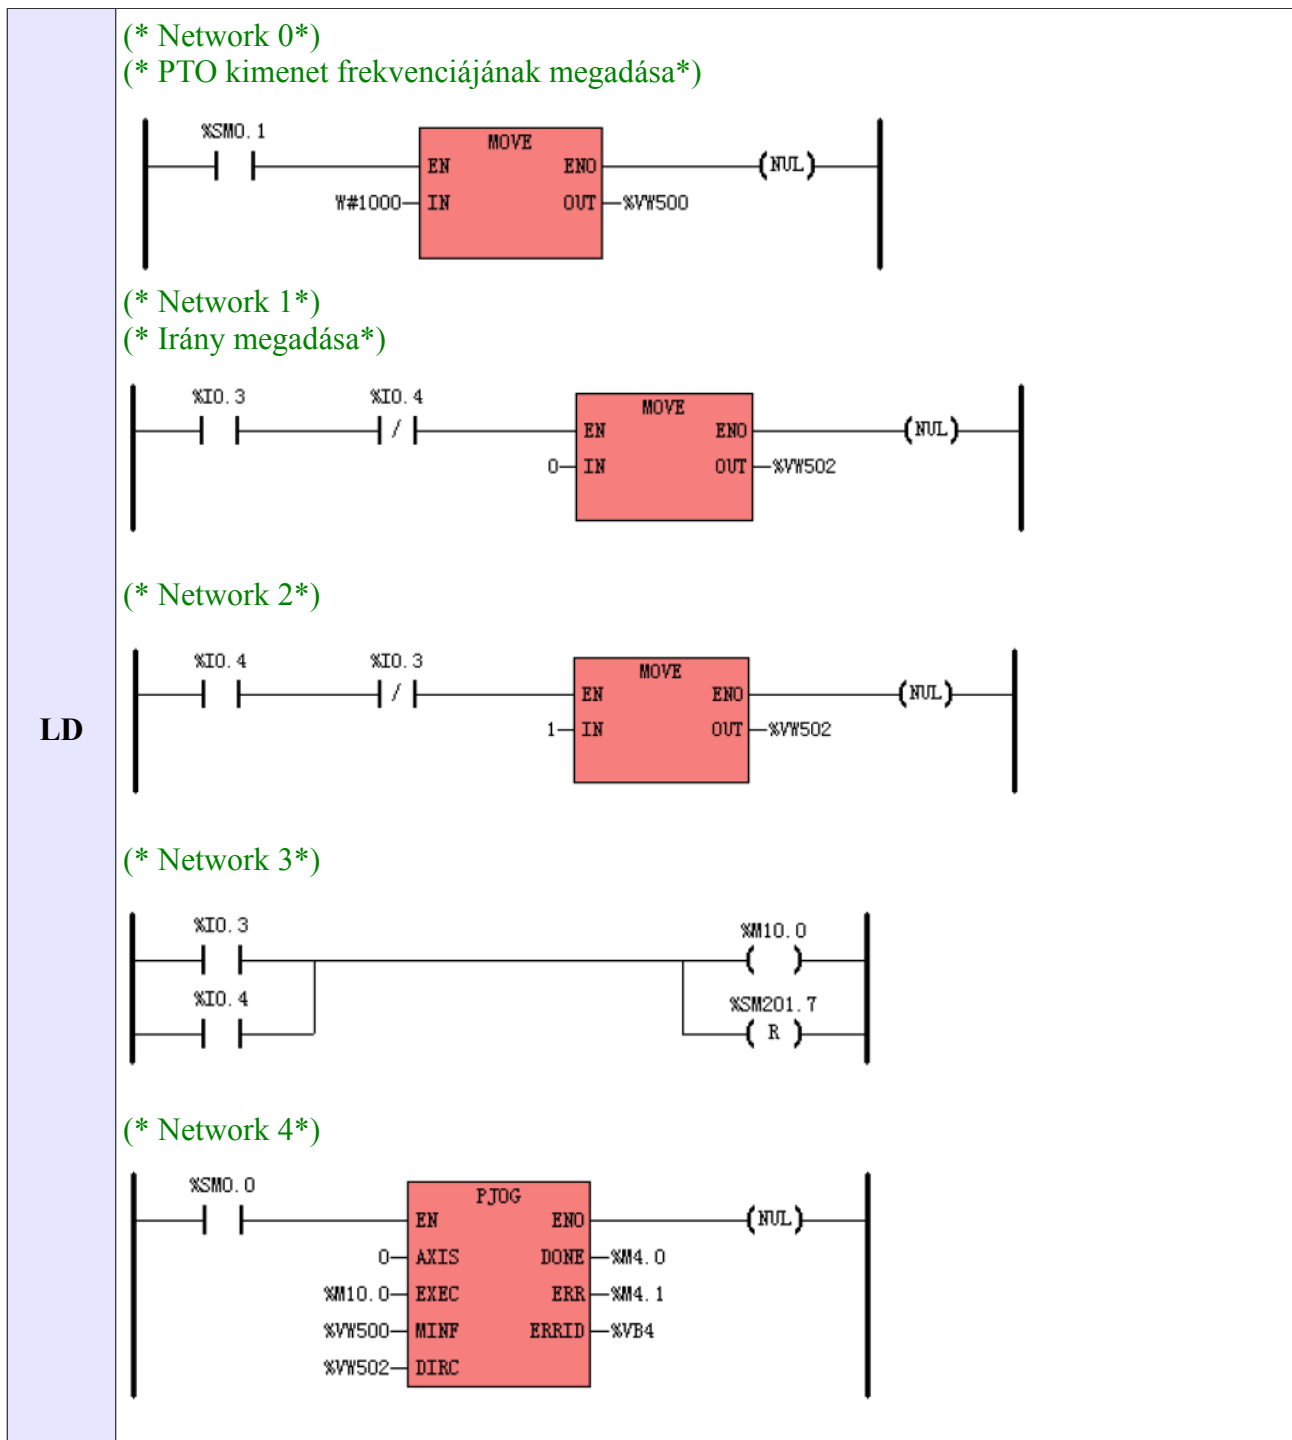 LD
(* Network 0*)
(* PTO kimenet frekvenciájának megadása*)
%SM0.1
MOVE
EN ENO (NUL)
W#1000 IN OUT %VW500
(* Network 1*)
(* Irány megadása*)
%I0.3 %I0.4
MOVE
/ EN ENO (NUL)
0 IN OUT %VW502
(* Network 2*)
%I0.4 %I0.3
MOVE
/ EN ENO (NUL)
1 IN OUT %VW502
(* Network 3*)
%I0.3 %M10.0
( )
%I0.4 %SM201.7
( R )
(* Network 4*)
%SM0.0
PJOG
EN ENO (NUL)
0 AXIS DONE %M4.0
%M10.0 EXEC ERR %M4.1
%VW500 MINF ERRID %VB4
%VW502 DIRC